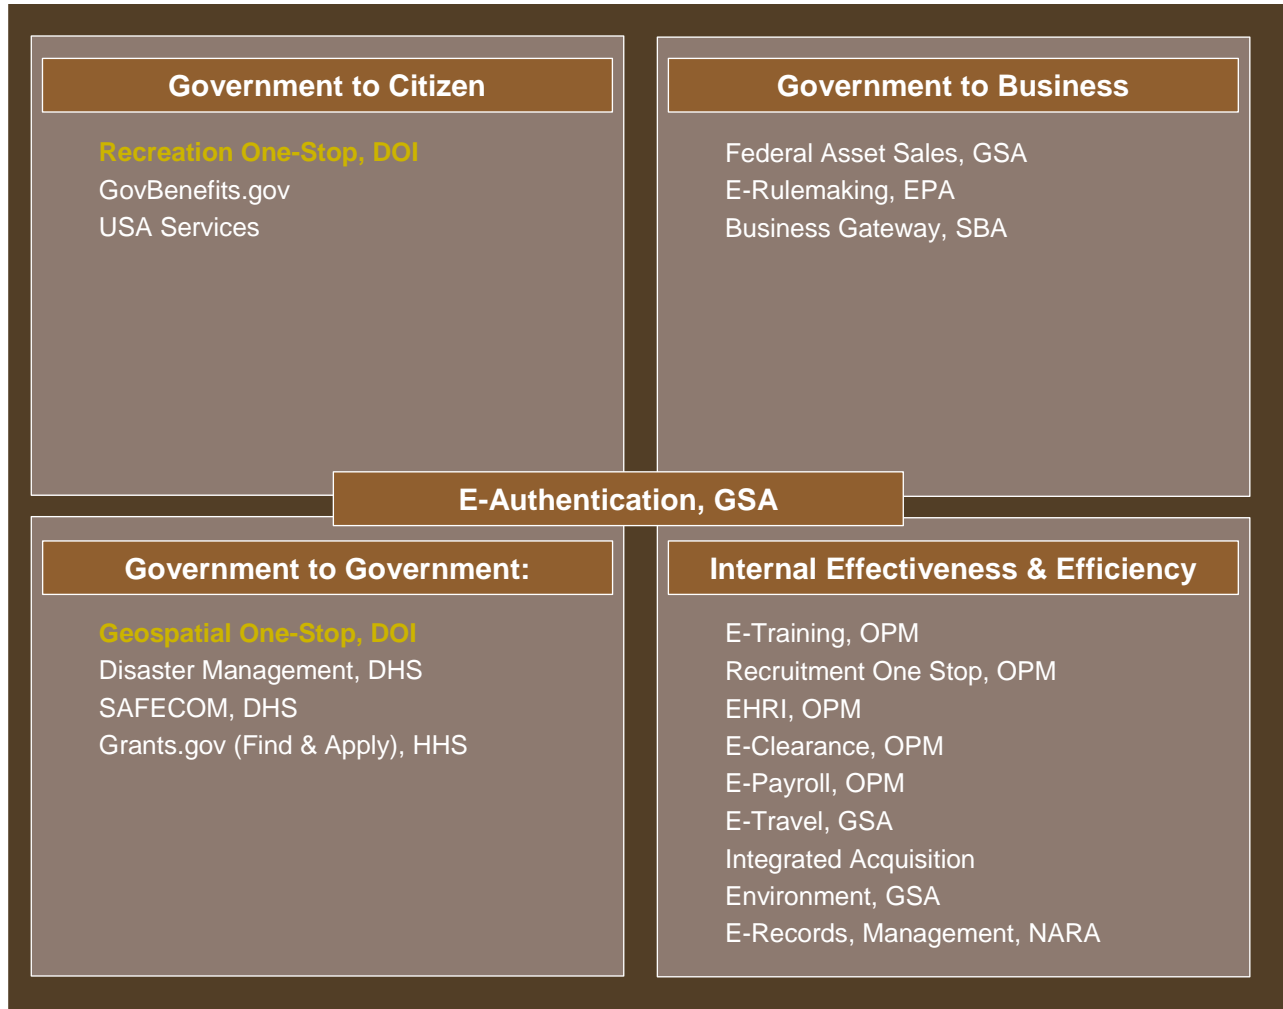 Government to Citizen
Recreation One-Stop, DOI
GovBenefits.gov
USA Services
Government to Business
Federal Asset Sales, GSA
E-Rulemaking, EPA
Business Gateway, SBA
E-Authentication, GSA
Government to Government:
Geospatial One-Stop, DOI
Disaster Management, DHS
SAFECOM, DHS
Grants.gov (Find & Apply), HHS
Internal Effectiveness & Efficiency
E-Training, OPM
Recruitment One Stop, OPM
EHRI, OPM
E-Clearance, OPM
E-Payroll, OPM
E-Travel, GSA
Integrated Acquisition
Environment, GSA
E-Records, Management, NARA